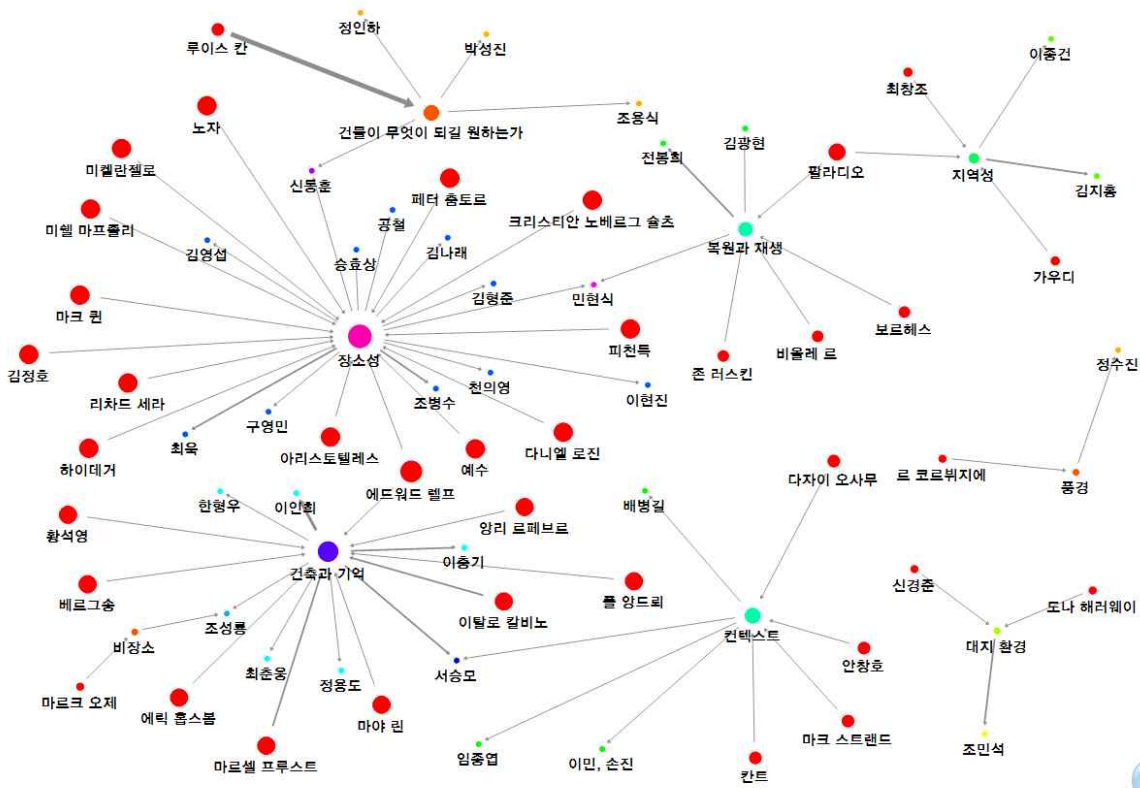 정인하
루이스 칸
박성진
이중건
최창조
노자
건물이 무엇이 되길 원하는가
조용식
김광현
전봉희
미켈란젤로
팔라디오
지역성
신동훈
김지홍
페터 춤토르
미쉘 마프졸리
공철
크리스티안 노베르그 슐츠
김영섭
김나래
복원과 재생
승효상
가우디
김형준
민현식
마크 퀸
보르헤스
비올레 르
장소성
피천득
존 러스킨
정수진
김정호
천의영
리차드 세라
조병수
이현진
구영민
최욱
아리스토텔레스
다니엘 로진
하이데거
예수
다자이 오사무
르 코르뷔지에
풍경
에드워드 렐프
한형우
이인희
배병길
황석영
앙리 르페브르
이충기
건축과 기억
신경준
베르그송
폴 앙드뢰
도나 해러웨이
이탈로 칼비노
조성룡
컨텍스트
비장소
대지 환경
안창호
최춘웅
서승모
정용도
마르크 오제
에릭 홉스봄
마야 린
마크 스트랜드
조민석
임종엽
이민, 손진
마르셀 프루스트
칸트